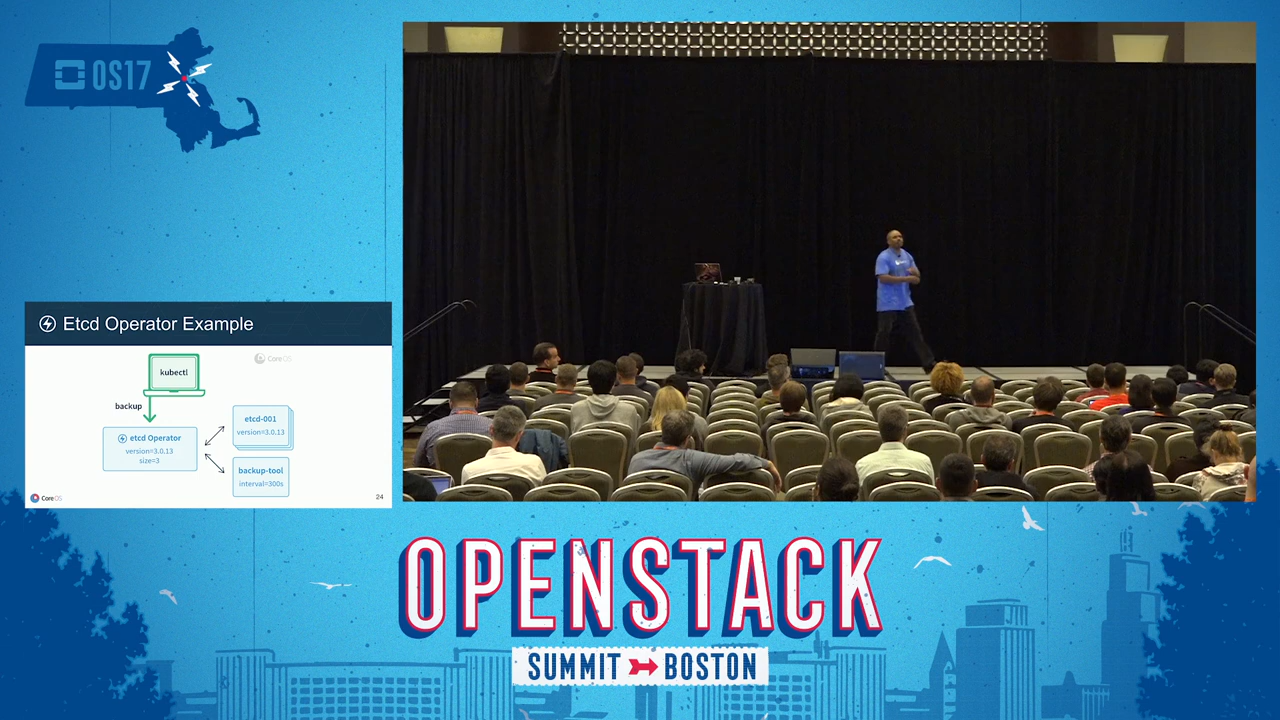 OS17
Etcd Operator Example
CoreOS
kubectl
backup
etcd Operator
version=3.0.13
size=3
etcd-001
version=3.0.13
backup-tool
interval=300s
CoreOS
24
OPENSTACK
SUMMIT BOSTON